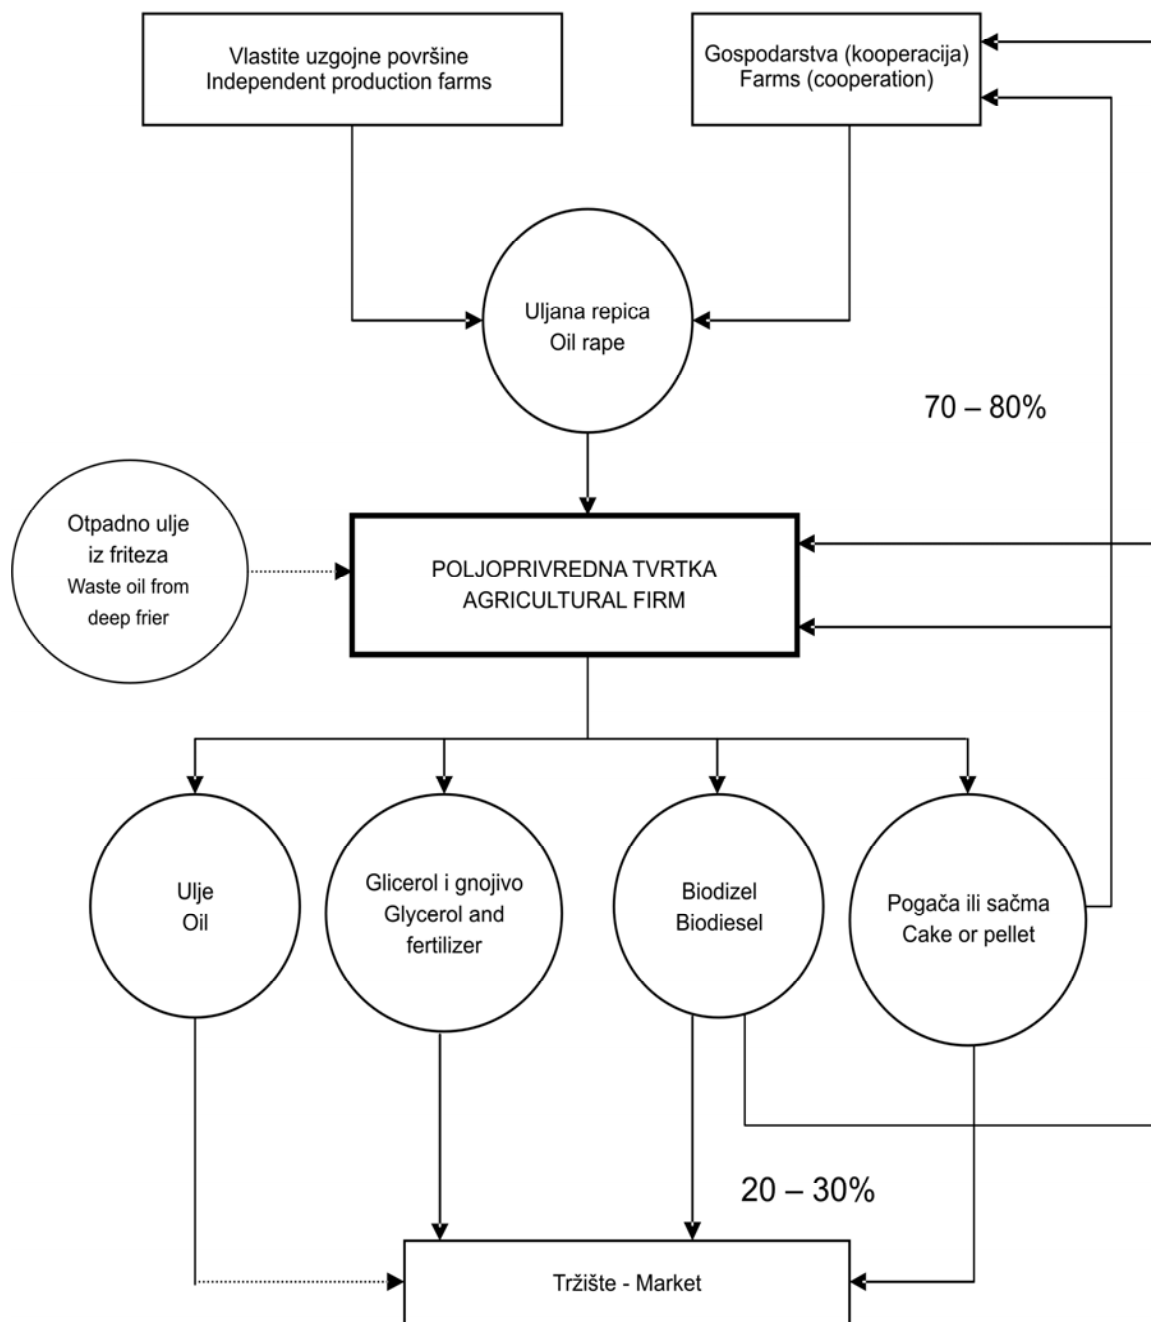 Vlastite uzgojne površine
Independent production farms
Gospodarstva (kooperacija)
Farms (cooperation)
Uljana repica
Oil rape
70 – 80%
Otpadno ulje
iz friteza
Waste oil from
deep frier
POLJOPRIVREDNA TVRTKA
AGRICULTURAL FIRM
Ulje
Oil
Glicerol i gnojivo
Glycerol and
fertilizer
Biodizel
Biodiesel
Pogača ili sačma
Cake or pellet
20 – 30%
Tržište - Market